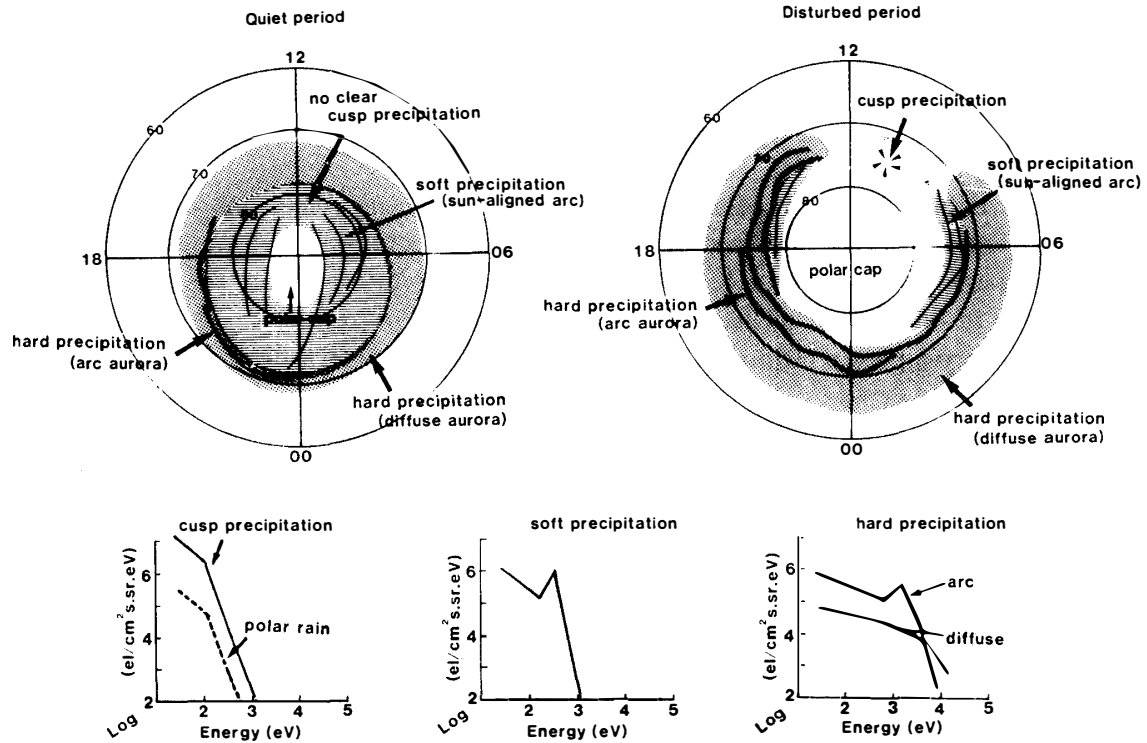 Quiet period
12
no clear
cusp precipitation
60
70
80
soft precipitation
(sun-aligned arc)
18
06
polar cap
hard precipitation
(arc aurora)
hard precipitation
(diffuse aurora)
00
Disturbed period
12
cusp precipitation
60
70
80
soft precipitation
(sun-aligned arc)
18
06
polar cap
hard precipitation
(arc aurora)
hard precipitation
(diffuse aurora)
00
cusp precipitation
(el/cm² s.sr.eV)
6
4
2
polar rain
2 3 4 5
Log Energy (eV)
soft precipitation
(el/cm² s.sr.eV)
6
4
2
2 3 4 5
Log Energy (eV)
hard precipitation
(el/cm² s.sr.eV)
6
4
2
arc
diffuse
2 3 4 5
Log Energy (eV)